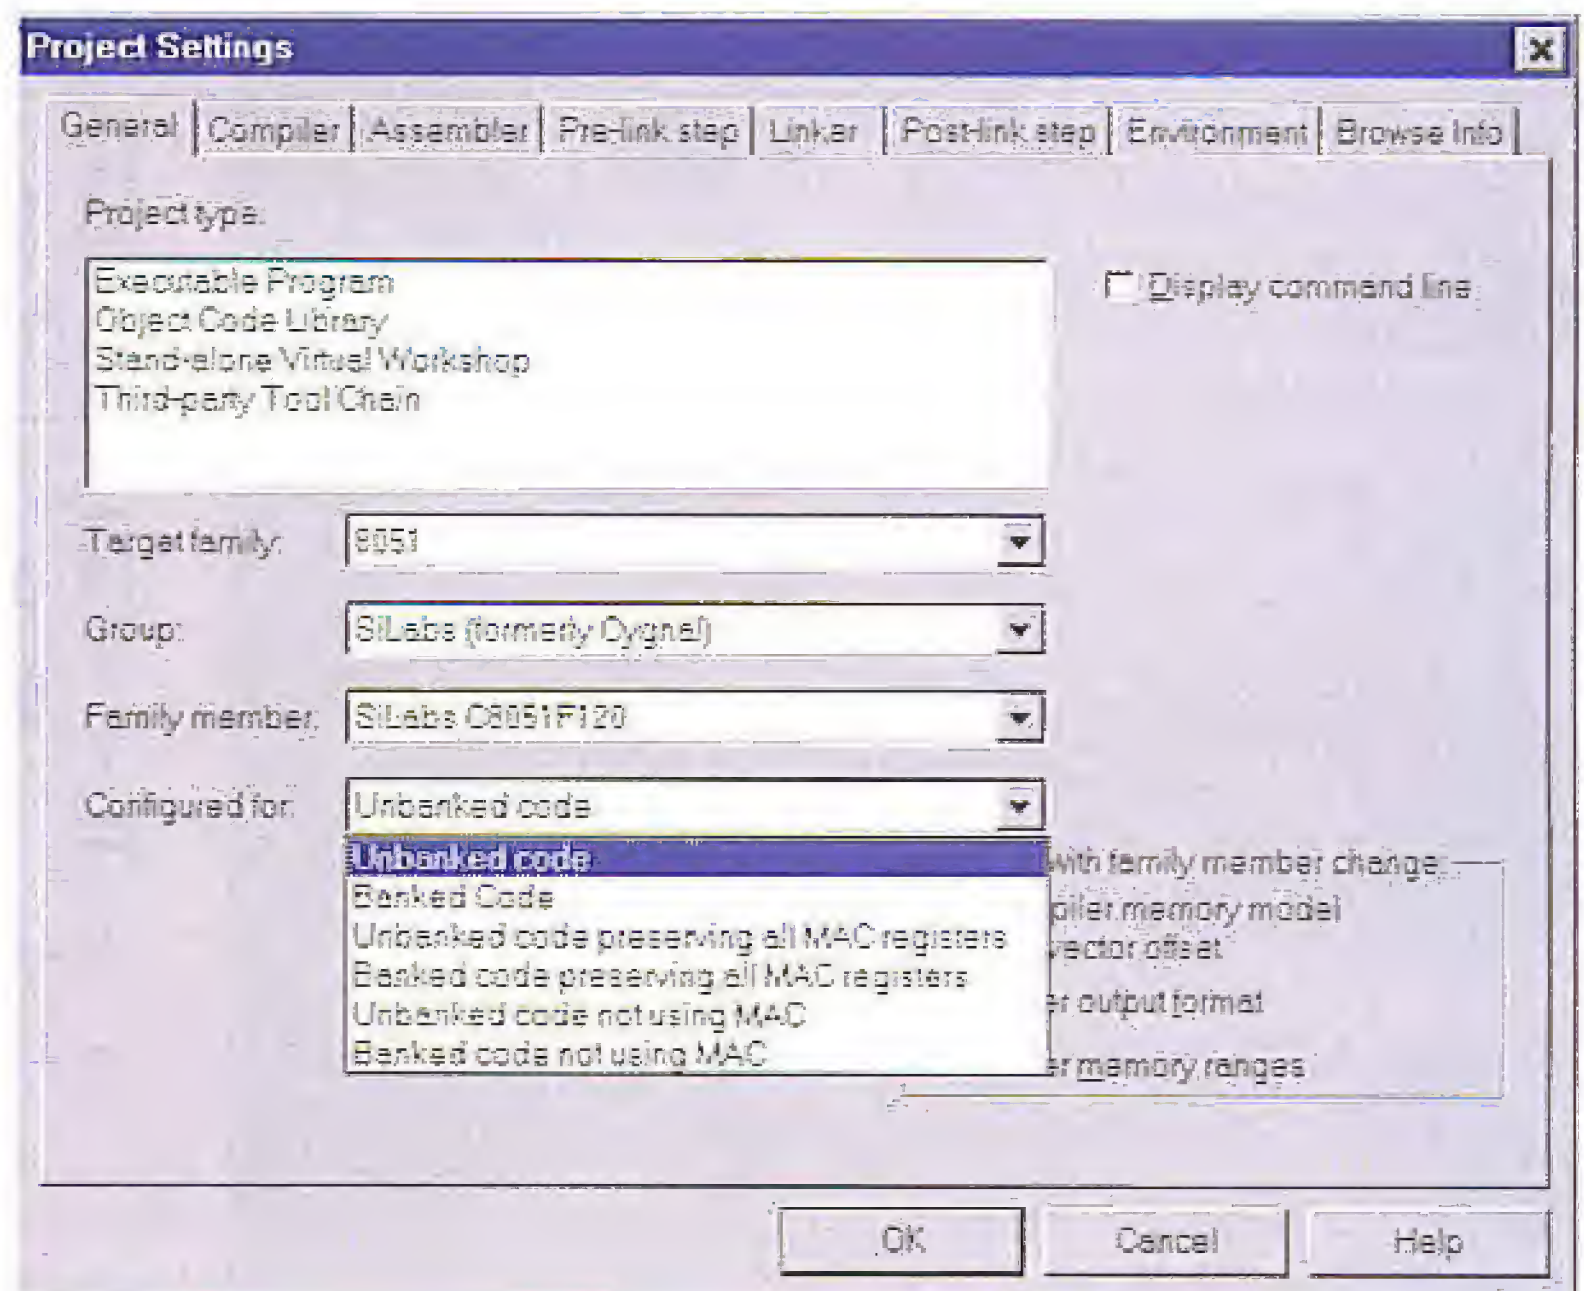 Project Settings
General Compiler Assembler Pre-link step Linker Post-link step Environment Browse Info
Project type:
Executable Program
Object Code Library
Stand-alone Virtual Workshop
Third-party Tool Chain
Display command line
Target family: 8051
Group: SiLabs (formerly Cygnal)
Family member: SiLabs C8051F120
Configured for: Unbanked code
Unbanked code
Banked Code
Unbanked code preserving all MAC registers
Banked code preserving all MAC registers
Unbanked code not using MAC
Banked code not using MAC
with family member change:
piler memory model
vector offset
er output format
er memory ranges
OK Cancel Help